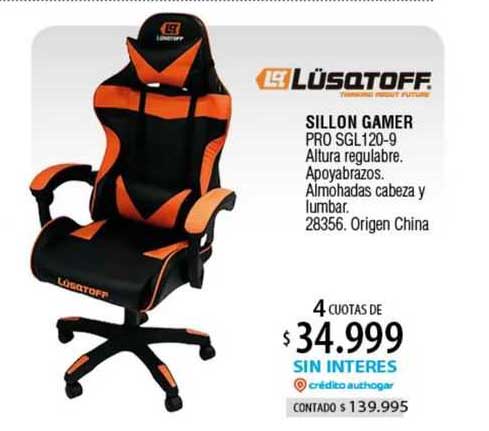 LÜSQTOFF
LÜSQTOFF
LÜSQTOFF
THINKING ABOUT FUTURE
SILLON GAMER
PRO SGL120-9
Altura regulabre.
Apoyabrazos.
Almohadas cabeza y
lumbar.
28356. Origen China
4 CUOTAS DE
$ 34.999
SIN INTERES
crédito authogar
CONTADO $ 139.995